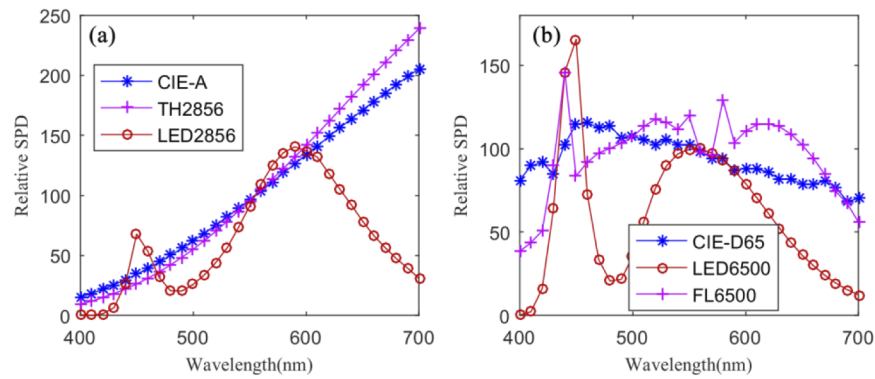 (a)
250
200
150
100
50
0
Relative SPD
CIE-A
TH2856
LED2856
400 500 600 700
Wavelength(nm)
(b)
150
100
50
0
Relative SPD
CIE-D65
LED6500
FL6500
400 500 600 700
Wavelength(nm)